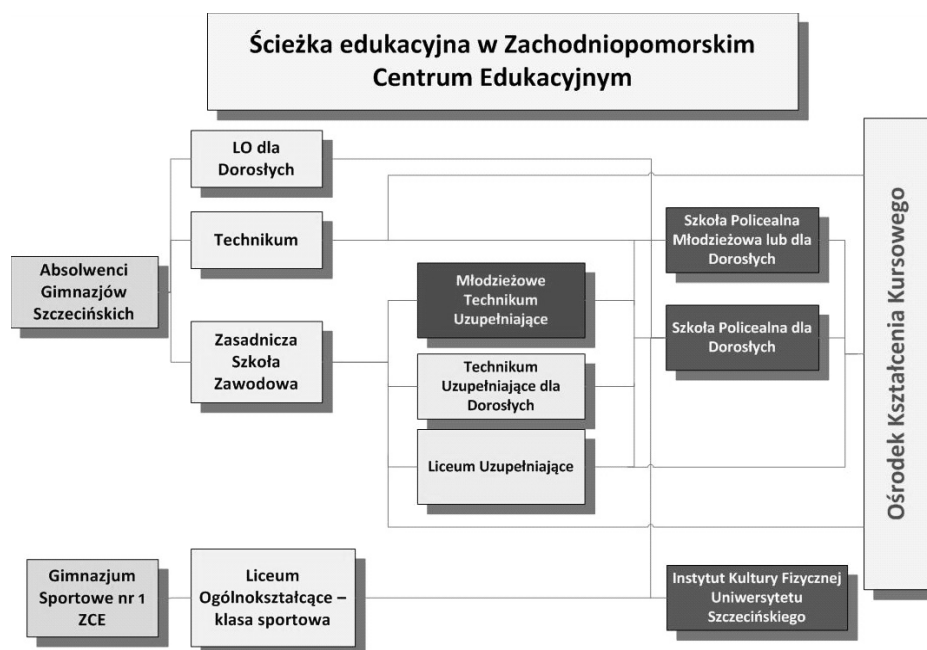 Ścieżka edukacyjna w Zachodniopomorskim
Centrum Edukacyjnym
LO dla
Dorosłych
Technikum
Absolwenci
Gimnazjów
Szczecińskich
Zasadnicza
Szkoła
Zawodowa
Młodzieżowe
Technikum
Uzupełniające
Technikum
Uzupełniające dla
Dorosłych
Liceum Uzupełniające
Szkoła Policealna
Młodzieżowa lub dla
Dorosłych
Szkoła Policealna dla
Dorosłych
Ośrodek Kształcenia Kursowego
Gimnazjum
Sportowe nr 1
ZCE
Liceum
Ogólnokształcące –
klasa sportowa
Instytut Kultury Fizycznej
Uniwersytetu
Szczecińskiego